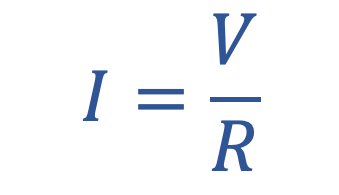 I = V/R